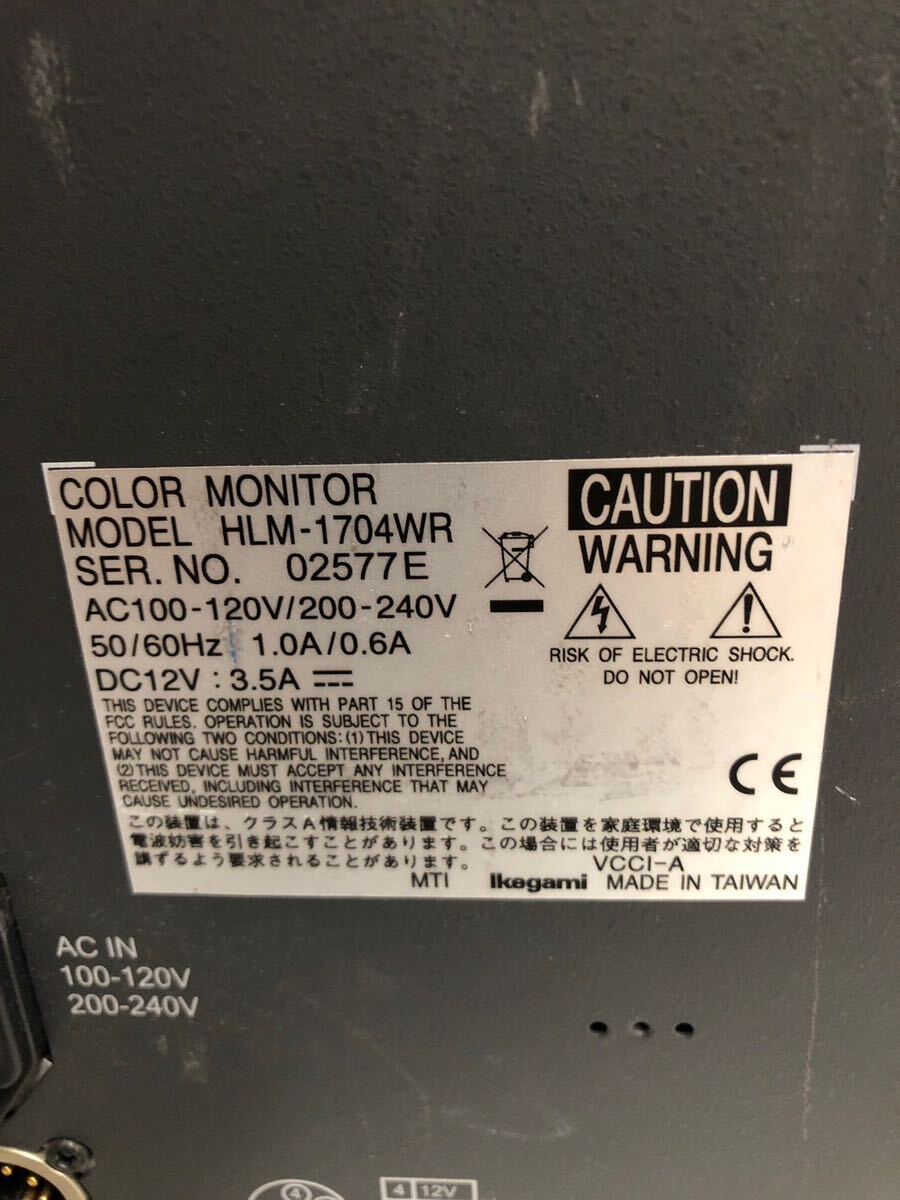 COLOR MONITOR
MODEL HLM-1704WR
SER. NO. 02577E
AC100-120V/200-240V
50/60Hz 1.0A/0.6A
DC12V : 3.5A
CAUTION
WARNING
RISK OF ELECTRIC SHOCK.
DO NOT OPEN!
THIS DEVICE COMPLIES WITH PART 15 OF THE
FCC RULES. OPERATION IS SUBJECT TO THE
FOLLOWING TWO CONDITIONS: (1) THIS DEVICE
MAY NOT CAUSE HARMFUL INTERFERENCE, AND
(2) THIS DEVICE MUST ACCEPT ANY INTERFERENCE
RECEIVED, INCLUDING INTERFERENCE THAT MAY
CAUSE UNDESIRED OPERATION.
CE
この装置は、クラスA情報技術装置です。この装置を家庭環境で使用すると
電波妨害を引き起こすことがあります。この場合には使用者が適切な対策を
講ずるよう要求されることがあります。 VCCI-A
MTI Ikegami MADE IN TAIWAN
AC IN
100-120V
200-240V
4 12V
4